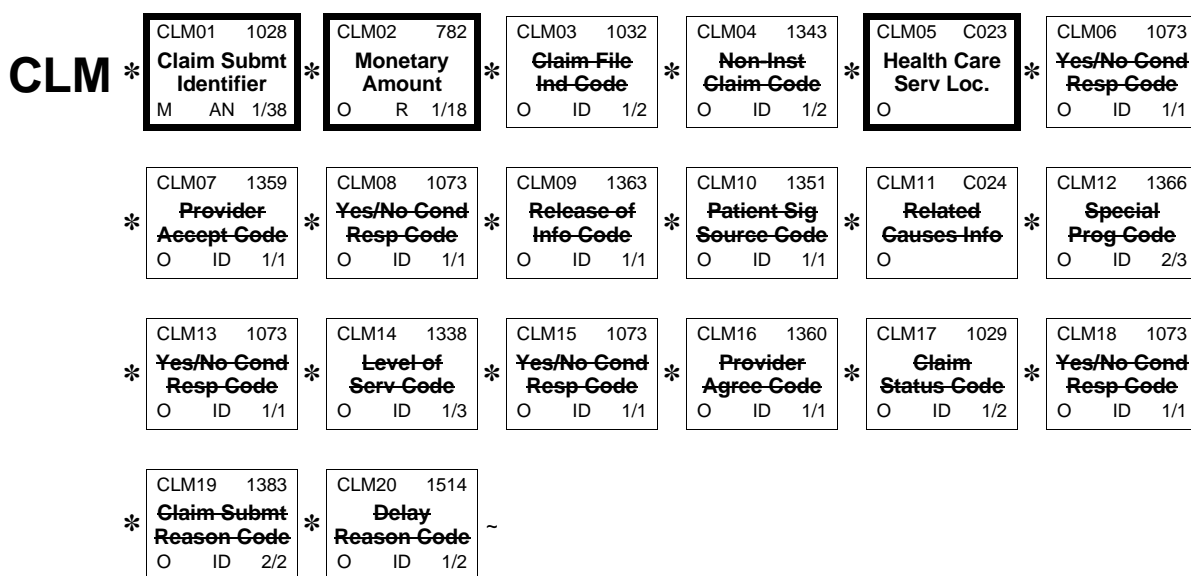 CLM * CLM01 1028 * CLM02 782 * CLM03 1032 * CLM04 1343 * CLM05 C023 * CLM06 1073
Claim Submt Monetary Claim File Non-Inst Health Care Yes/No Cond
Identifier Amount Ind Code Claim Code Serv Loc. Resp Code
M AN 1/38 O R 1/18 O ID 1/2 O ID 1/2 O O ID 1/1
* CLM07 1359 * CLM08 1073 * CLM09 1363 * CLM10 1351 * CLM11 C024 * CLM12 1366
Provider Yes/No Cond Release of Patient Sig Related Special
Accept Code Resp Code Info Code Source Code Causes Info Prog Code
O ID 1/1 O ID 1/1 O ID 1/1 O ID 1/1 O O ID 2/3
* CLM13 1073 * CLM14 1338 * CLM15 1073 * CLM16 1360 * CLM17 1029 * CLM18 1073
Yes/No Cond Level of Yes/No Cond Provider Claim Yes/No Cond
Resp Code Serv Code Resp Code Agree Code Status Code Resp Code
O ID 1/1 O ID 1/3 O ID 1/1 O ID 1/1 O ID 1/2 O ID 1/1
* CLM19 1383 * CLM20 1514 ~
Claim Submt Delay
Reason Code Reason Code
O ID 2/2 O ID 1/2